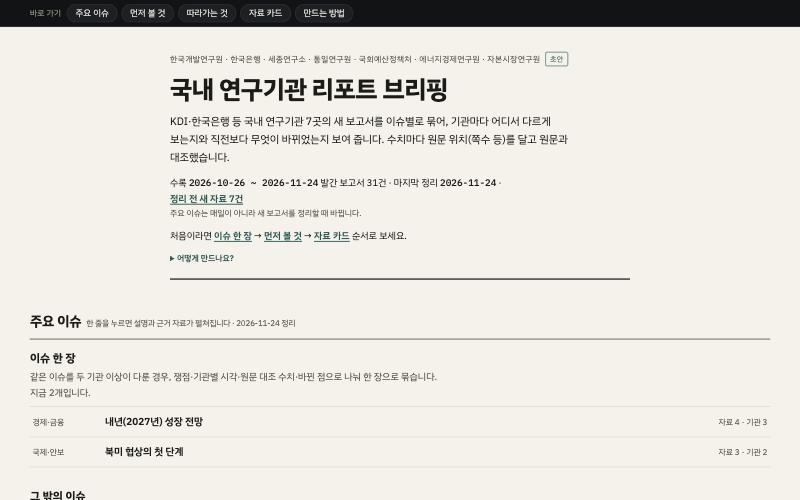 바로 가기 주요 이슈 먼저 볼 것 따라가는 것 자료 카드 만드는 방법
한국개발연구원 · 한국은행 · 세종연구소 · 통일연구원 · 국회예산정책처 · 에너지경제연구원 · 자본시장연구원 초안
국내 연구기관 리포트 브리핑
KDI·한국은행 등 국내 연구기관 7곳의 새 보고서를 이슈별로 묶어, 기관마다 어디서 다르게
보는지와 직전보다 무엇이 바뀌었는지 보여 줍니다. 수치마다 원문 위치(쪽수 등)를 달고 원문과
대조했습니다.
수록 2026-10-26 ~ 2026-11-24 발간 보고서 31건 · 마지막 정리 2026-11-24 ·
정리 전 새 자료 7건
주요 이슈는 매일이 아니라 새 보고서를 정리할 때 바뀝니다.
처음이라면 이슈 한 장 → 먼저 볼 것 → 자료 카드 순서로 보세요.
▸ 어떻게 만드나요?
주요 이슈 한 줄을 누르면 설명과 근거 자료가 펼쳐집니다 · 2026-11-24 정리
이슈 한 장
같은 이슈를 두 기관 이상이 다룬 경우, 쟁점·기관별 시각·원문 대조 수치·바뀐 점으로 나눠 한 장으로 묶습니다.
지금 2개입니다.
경제·금융 내년(2027년) 성장 전망 자료 4 · 기관 3
국제·안보 북미 협상의 첫 단계 자료 3 · 기관 2
그 밖의 이슈